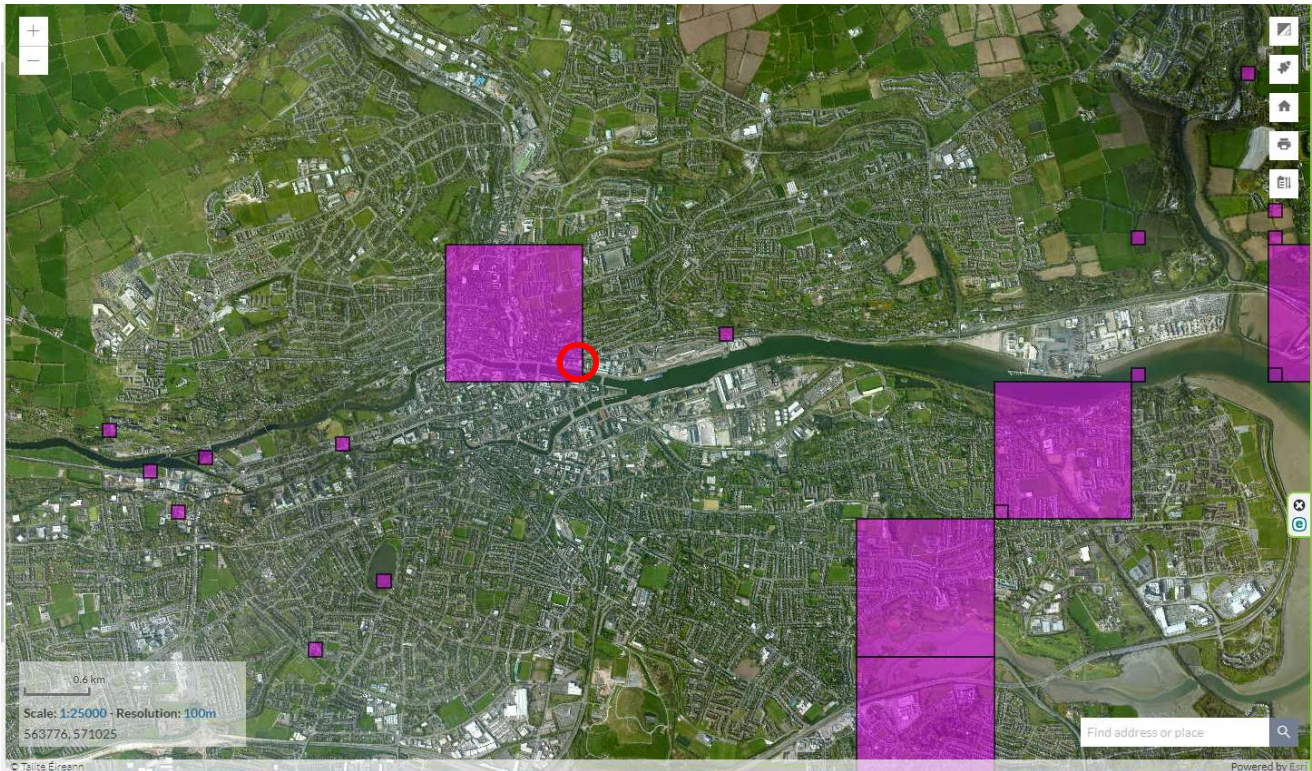 +
−
0.6 km
Scale: 1:25000 - Resolution: 100m
563776, 571025
Find address or place
© Tailte Éireann
Powered by Esri